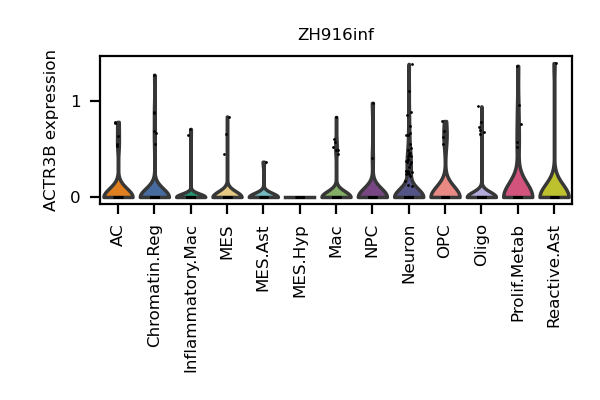 ZH916inf
ACTR3B expression
1
0
AC
Chromatin.Reg
Inflammatory.Mac
MES
MES.Ast
MES.Hyp
Mac
NPC
Neuron
OPC
Oligo
Prolif.Metab
Reactive.Ast